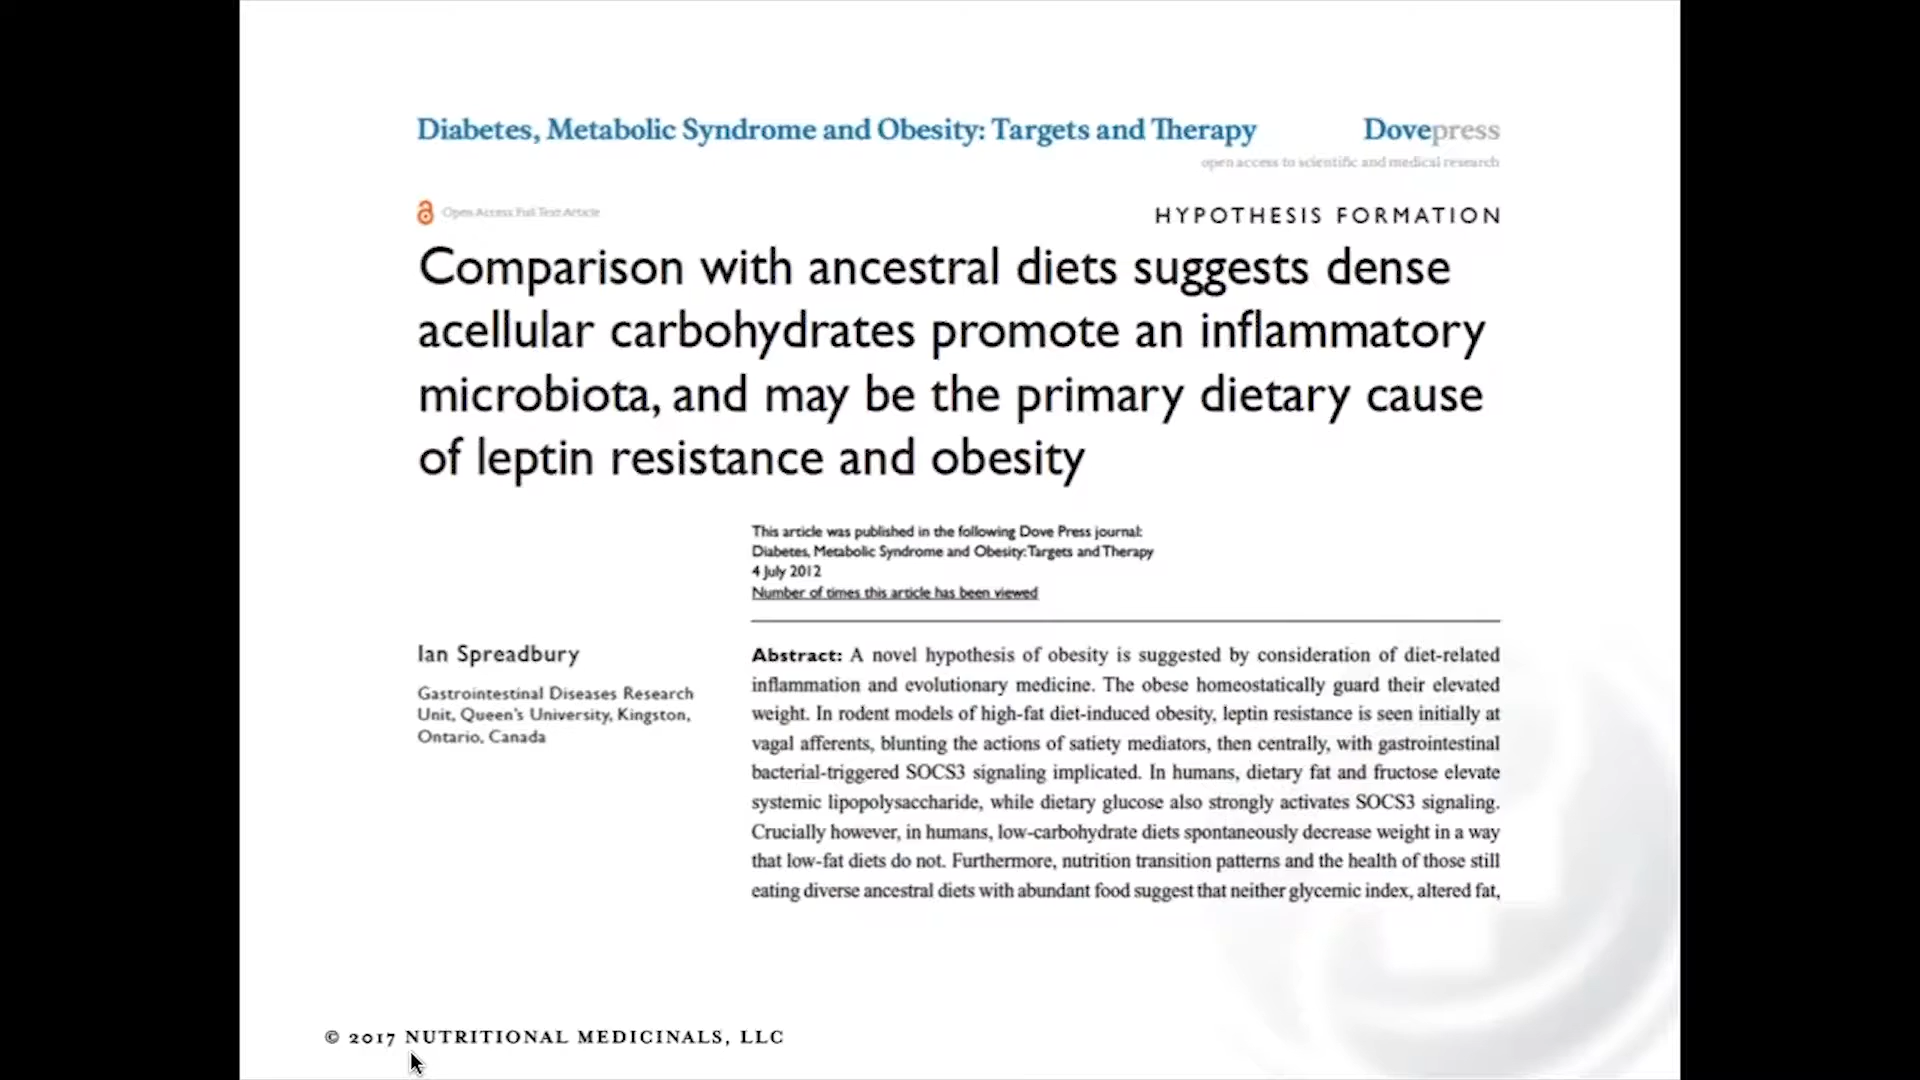 Diabetes, Metabolic Syndrome and Obesity: Targets and Therapy
Dovepress
open access to scientific and medical research
Open Access Full Text Article
HYPOTHESIS FORMATION
Comparison with ancestral diets suggests dense
acellular carbohydrates promote an inflammatory
microbiota, and may be the primary dietary cause
of leptin resistance and obesity
This article was published in the following Dove Press journal:
Diabetes, Metabolic Syndrome and Obesity: Targets and Therapy
4 July 2012
Number of times this article has been viewed
Ian Spreadbury
Gastrointestinal Diseases Research
Unit, Queen's University, Kingston,
Ontario, Canada
Abstract: A novel hypothesis of obesity is suggested by consideration of diet-related
inflammation and evolutionary medicine. The obese homeostatically guard their elevated
weight. In rodent models of high-fat diet-induced obesity, leptin resistance is seen initially at
vagal afferents, blunting the actions of satiety mediators, then centrally, with gastrointestinal
bacterial-triggered SOCS3 signaling implicated. In humans, dietary fat and fructose elevate
systemic lipopolysaccharide, while dietary glucose also strongly activates SOCS3 signaling.
Crucially however, in humans, low-carbohydrate diets spontaneously decrease weight in a way
that low-fat diets do not. Furthermore, nutrition transition patterns and the health of those still
eating diverse ancestral diets with abundant food suggest that neither glycemic index, altered fat,
© 2017 NUTRITIONAL MEDICINALS, LLC